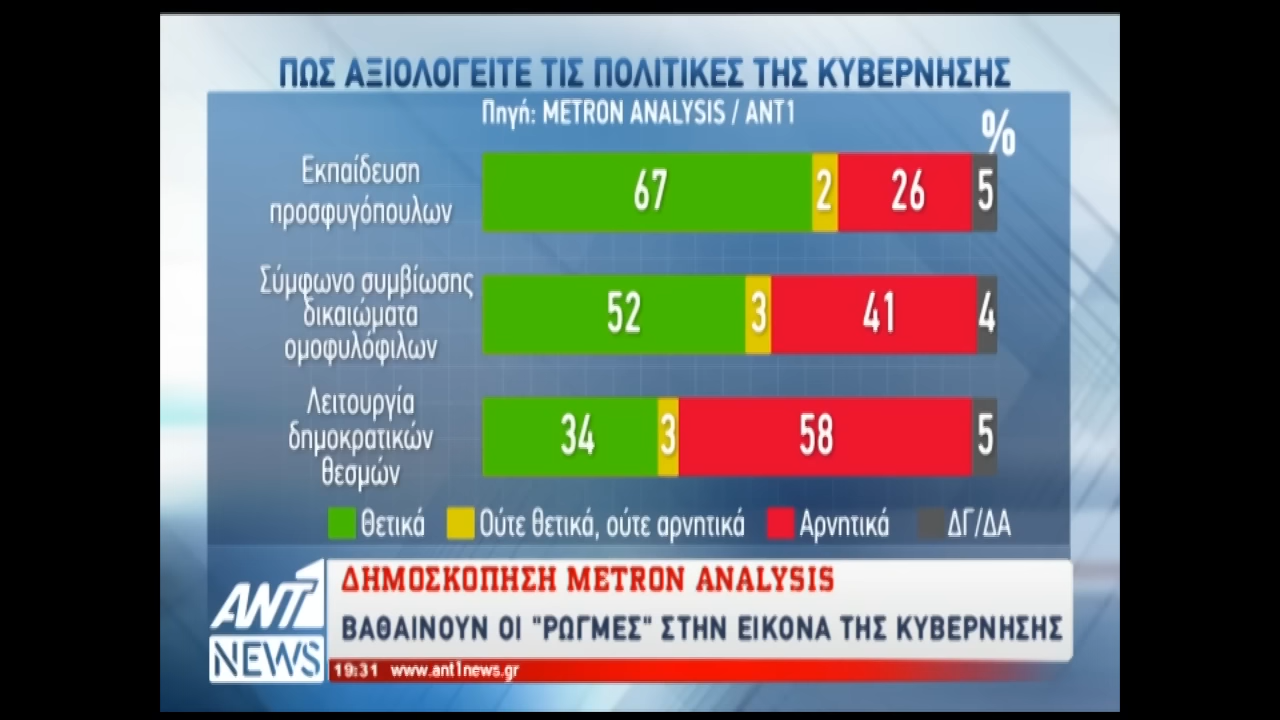 ΠΩΣ ΑΞΙΟΛΟΓΕΙΤΕ ΤΙΣ ΠΟΛΙΤΙΚΕΣ ΤΗΣ ΚΥΒΕΡΝΗΣΗΣ
Πηγή: METRON ANALYSIS / ANT1
%
Εκπαίδευση
προσφυγόπουλων
67 2 26 5
Σύμφωνο συμβίωσης
δικαιώματα
ομοφυλόφιλων
52 3 41 4
Λειτουργία
δημοκρατικών
θεσμών
34 3 58 5
Θετικά Ούτε θετικά, ούτε αρνητικά Αρνητικά ΔΓ/ΔΑ
ΔΗΜΟΣΚΟΠΗΣΗ METRON ANALYSIS
ΒΑΘΑΙΝΟΥΝ ΟΙ "ΡΩΓΜΕΣ" ΣΤΗΝ ΕΙΚΟΝΑ ΤΗΣ ΚΥΒΕΡΝΗΣΗΣ
ANT1
NEWS
19:31 www.ant1news.gr